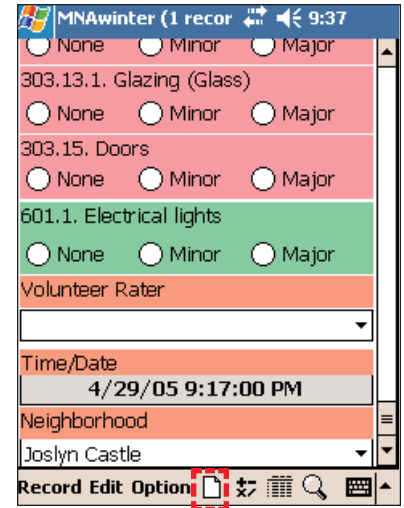 MNAwinter (1 recor 9:37
None Minor Major
303.13.1. Glazing (Glass)
None Minor Major
303.15. Doors
None Minor Major
601.1. Electrical lights
None Minor Major
Volunteer Rater
Time/Date
4/29/05 9:17:00 PM
Neighborhood
Joslyn Castle
Record Edit Option